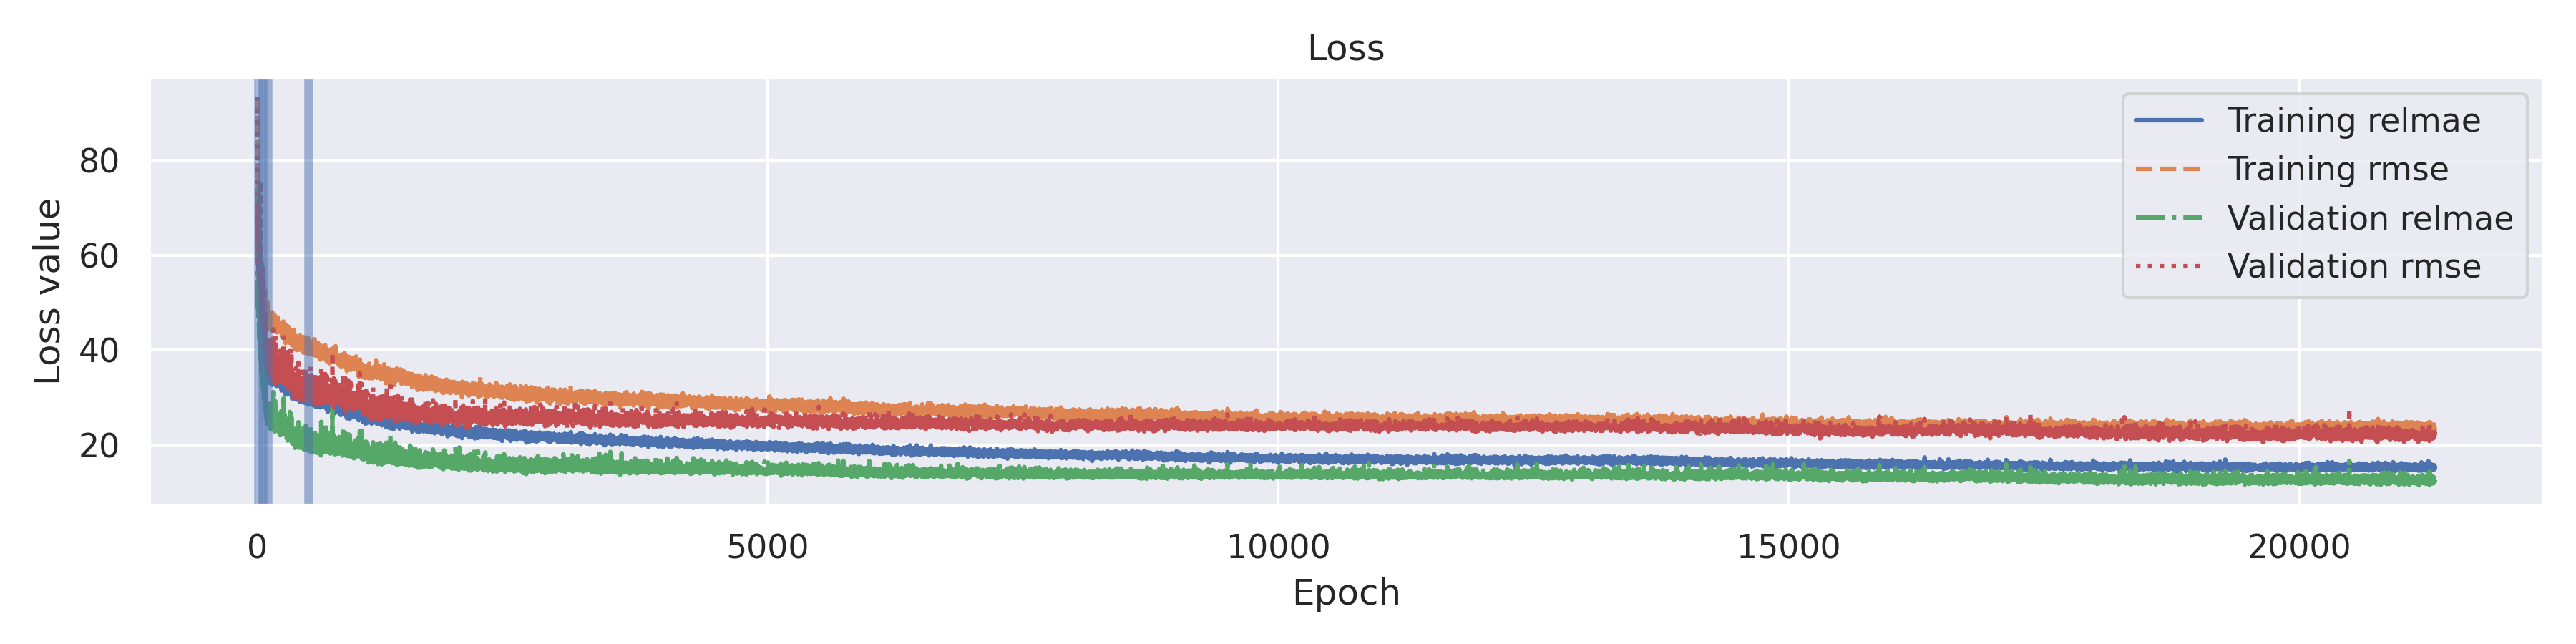 Loss
Loss value
80
60
40
20
Training relmae
Training rmse
Validation relmae
Validation rmse
0 5000 10000 15000 20000
Epoch